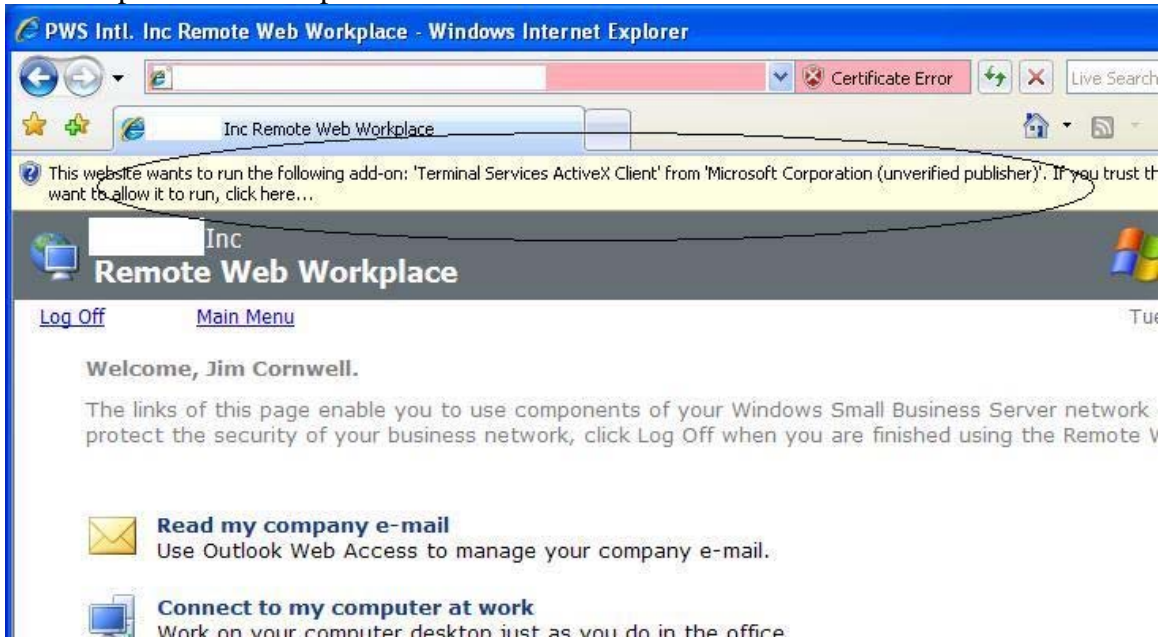 PWS Intl. Inc Remote Web Workplace - Windows Internet Explorer
Certificate Error
Live Search
Inc Remote Web Workplace
This website wants to run the following add-on: 'Terminal Services ActiveX Client' from 'Microsoft Corporation (unverified publisher)'. If you trust th
want to allow it to run, click here...
Inc
Remote Web Workplace
Log Off Main Menu Tue
Welcome, Jim Cornwell.
The links of this page enable you to use components of your Windows Small Business Server network
protect the security of your business network, click Log Off when you are finished using the Remote W
Read my company e-mail
Use Outlook Web Access to manage your company e-mail.
Connect to my computer at work
Work on your computer desktop just as you do in the office